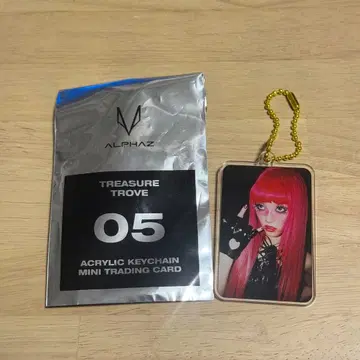 ALPHAZ
TREASURE
TROVE
05
ACRYLIC KEYCHAIN
MINI TRADING CARD